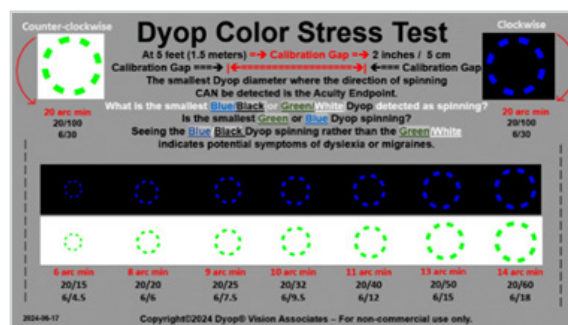 Dyop Color Stress Test
Counter-clockwise
Clockwise
At 5 feet (1.5 meters) =→ Calibration Gap =→ 2 inches / 5 cm
Calibration Gap ===> |<================>| <=== Calibration Gap
The smallest Dyop diameter where the direction of spinning
CAN be detected is the Acuity Endpoint.
What is the smallest Blue/Black or Green/White Dyop detected as spinning?
Is the smallest Green or Blue Dyop spinning?
Seeing the Blue/Black Dyop spinning rather than the Green/White
indicates potential symptoms of dyslexia or migraines.
20 arc min
20/100
6/30
20 arc min
20/100
6/30
6 arc min 8 arc min 9 arc min 10 arc min 11 arc min 13 arc min 14 arc min
20/15 20/20 20/25 20/32 20/40 20/50 20/60
6/4.5 6/6 6/7.5 6/9.5 6/12 6/15 6/18
2024-06-17
Copyright©2024 Dyop® Vision Associates – For non-commercial use only.